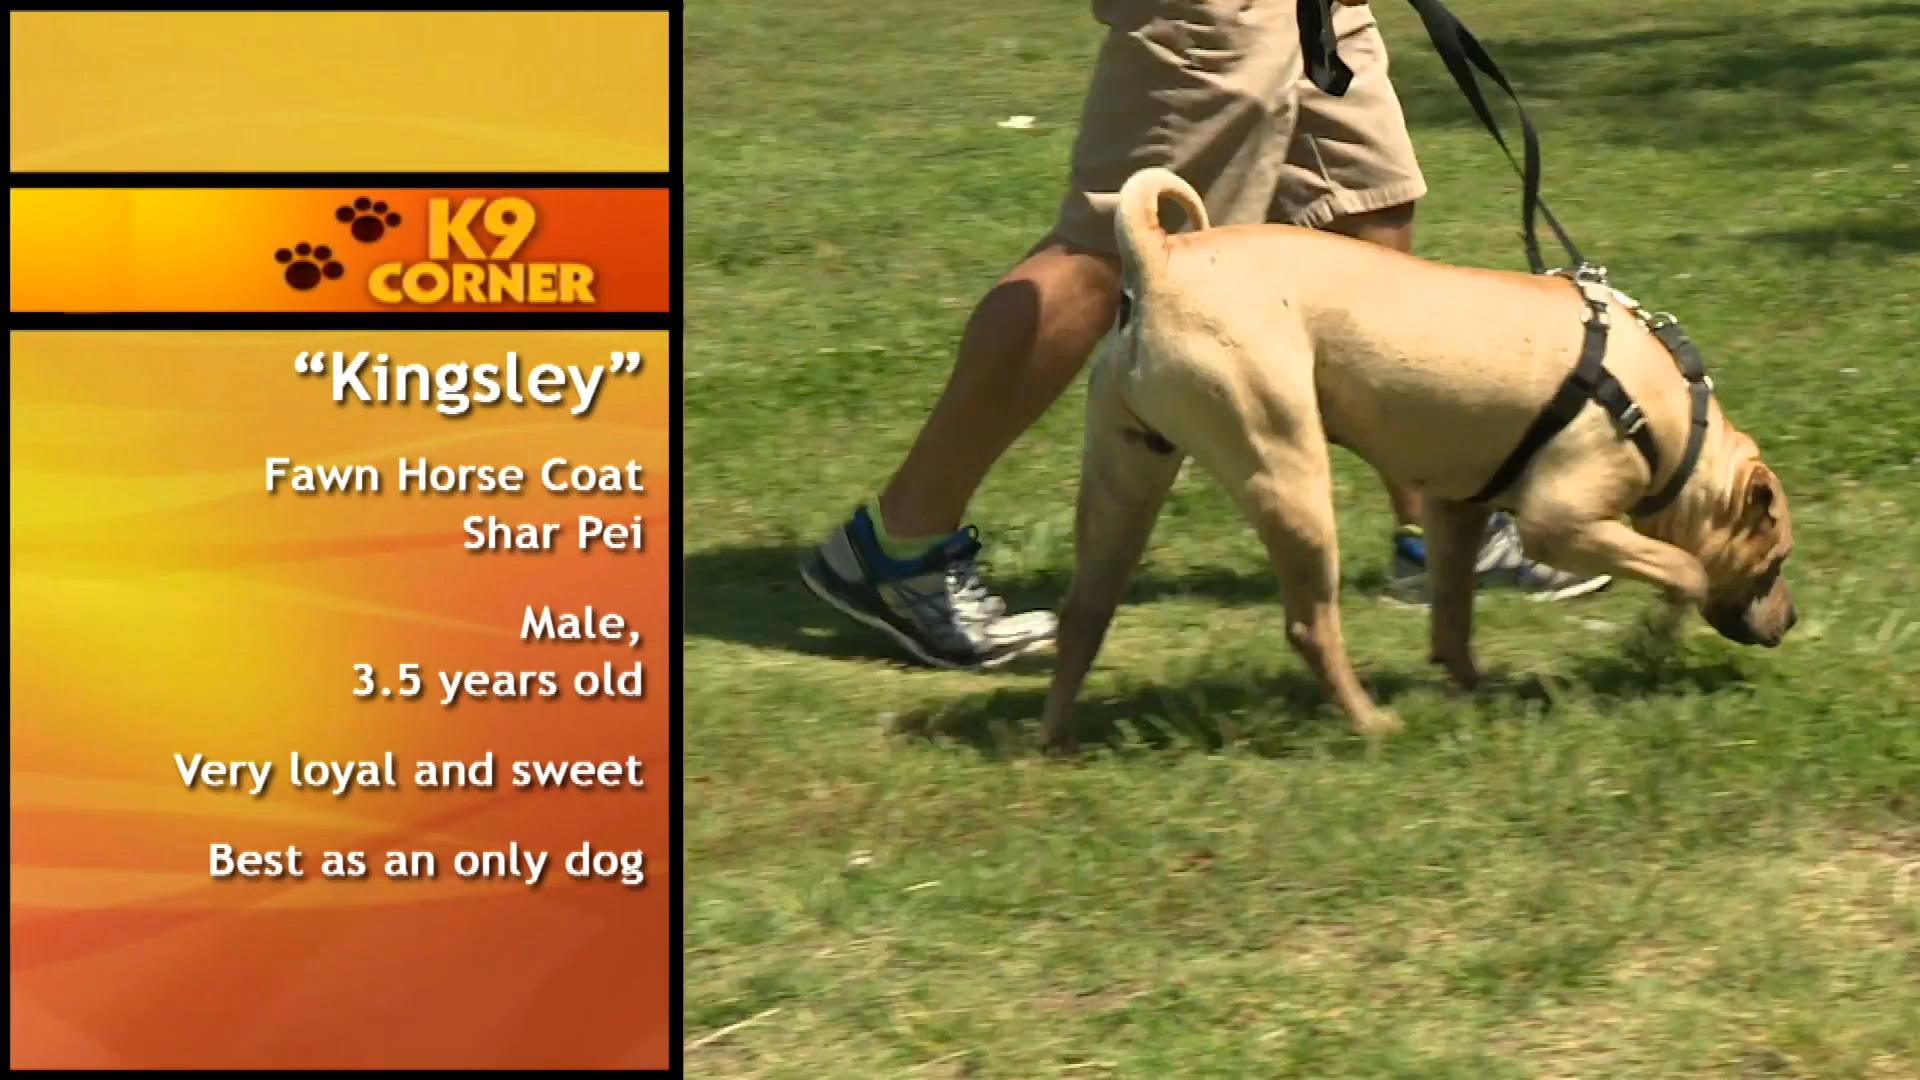 K9
CORNER
“Kingsley”
Fawn Horse Coat
Shar Pei
Male,
3.5 years old
Very loyal and sweet
Best as an only dog